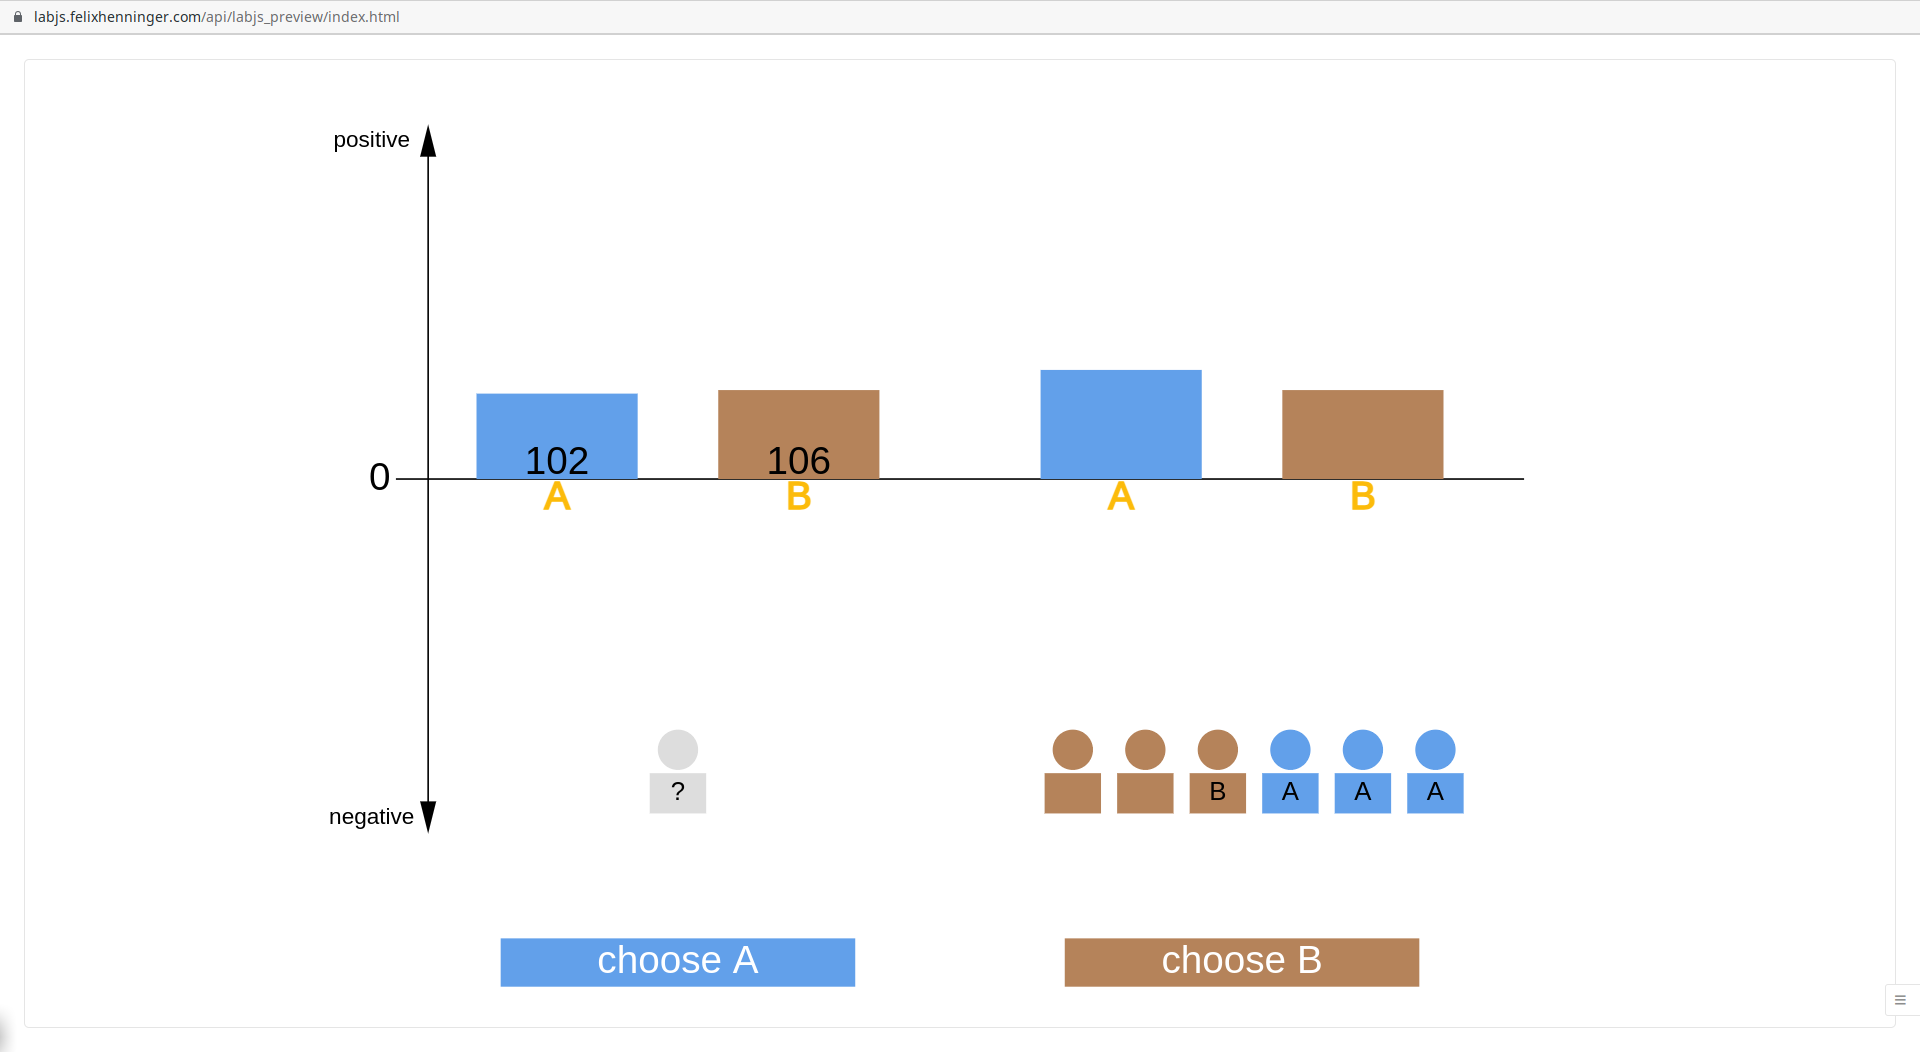 labjs.felixhenninger.com/api/labjs_preview/index.html
positive
102 106
0
A B A B
? B A A A
negative
choose A choose B